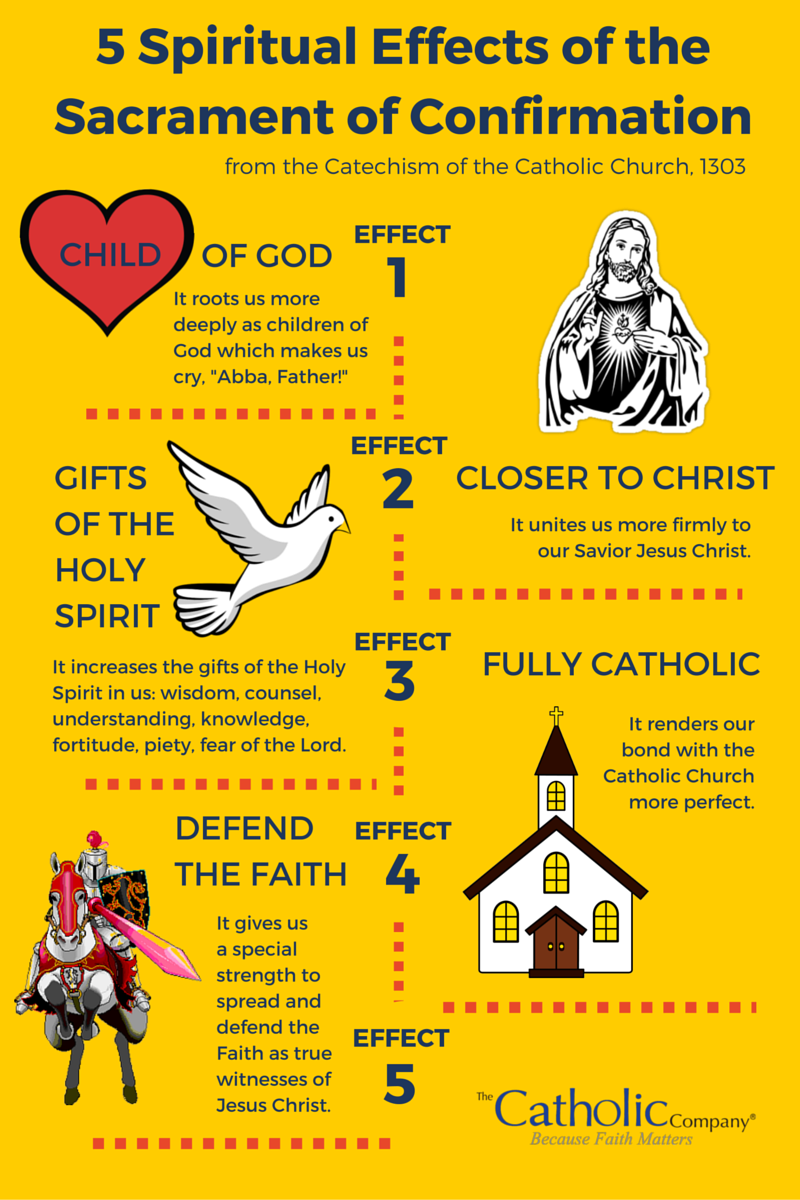 5 Spiritual Effects of the
Sacrament of Confirmation
from the Catechism of the Catholic Church, 1303
EFFECT
1
CHILD OF GOD
It roots us more
deeply as children of
God which makes us
cry, "Abba, Father!"
EFFECT
2
CLOSER TO CHRIST
It unites us more firmly to
our Savior Jesus Christ.
GIFTS
OF THE
HOLY
SPIRIT
It increases the gifts of the Holy
Spirit in us: wisdom, counsel,
understanding, knowledge,
fortitude, piety, fear of the Lord.
EFFECT
3
FULLY CATHOLIC
It renders our
bond with the
Catholic Church
more perfect.
EFFECT
4
DEFEND
THE FAITH
It gives us
a special
strength to
spread and
defend the
Faith as true
witnesses of
Jesus Christ.
EFFECT
5
The Catholic Company®
Because Faith Matters